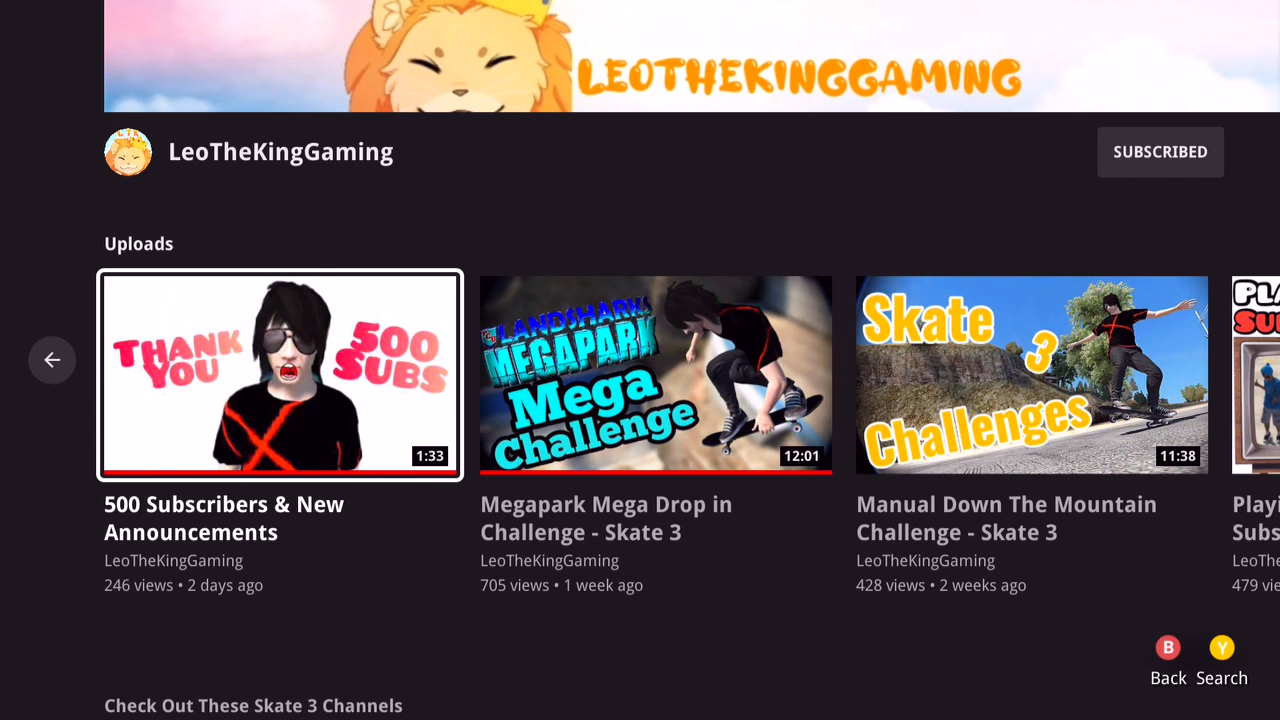 LEOTHEKINGGAMING
LeoTheKingGaming
SUBSCRIBED
Uploads
THANK YOU
500 SUBS
1:33
LANDSHARKS
MEGAPARK
Mega
Challenge
12:01
Skate
3
Challenges
11:38
500 Subscribers & New
Announcements
LeoTheKingGaming
246 views • 2 days ago
Megapark Mega Drop in
Challenge - Skate 3
LeoTheKingGaming
705 views • 1 week ago
Manual Down The Mountain
Challenge - Skate 3
LeoTheKingGaming
428 views • 2 weeks ago
479
B
Back
Y
Search
Check Out These Skate 3 Channels